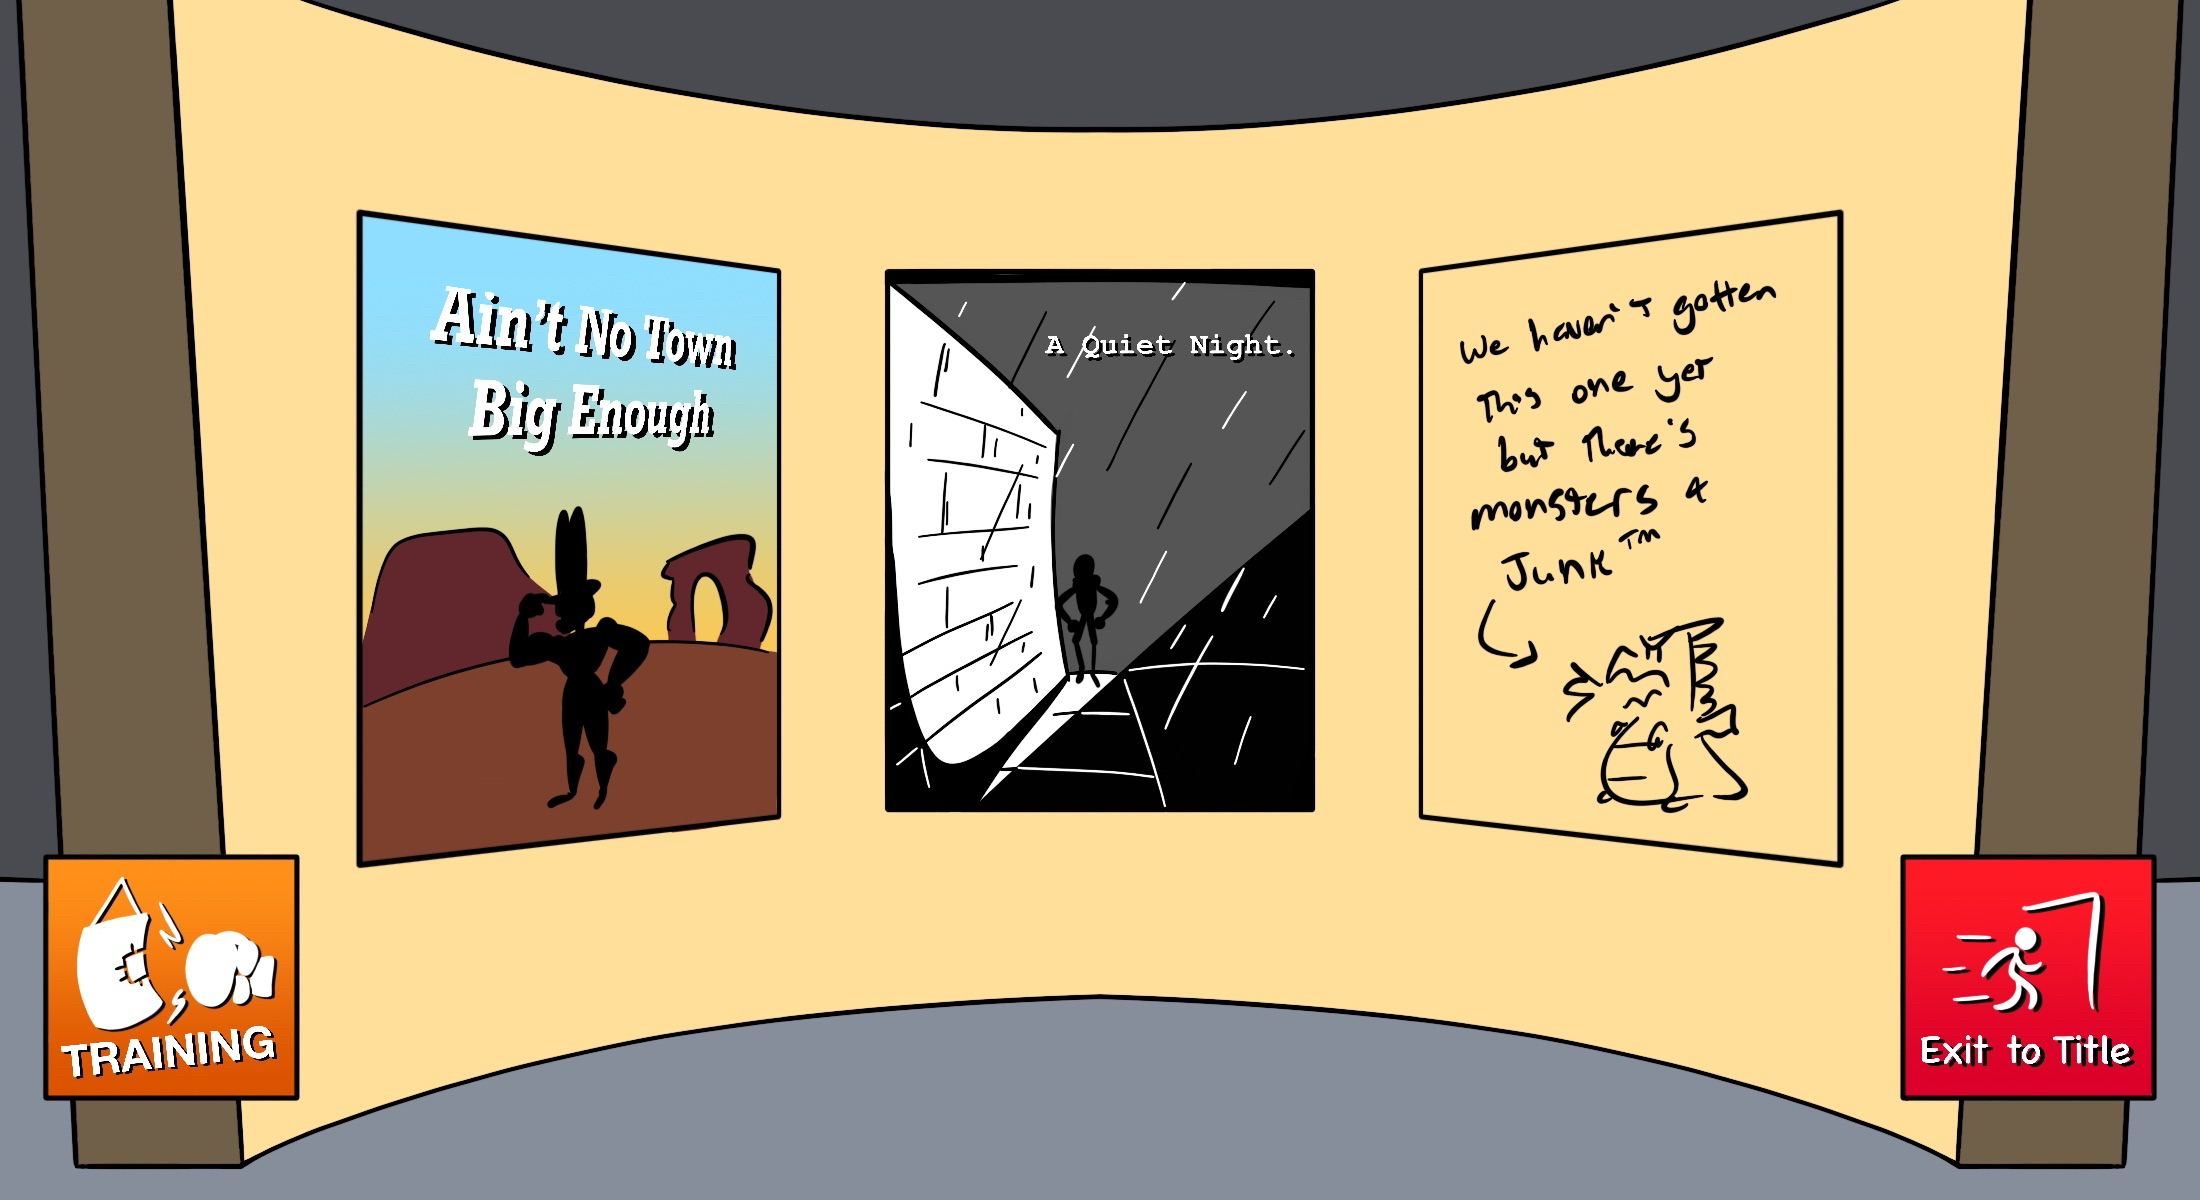 Ain't No Town
Big Enough
A Quiet Night.
We haven't gotten
This one yet
but There's
monsters &
Junk™
TRAINING
Exit to Title